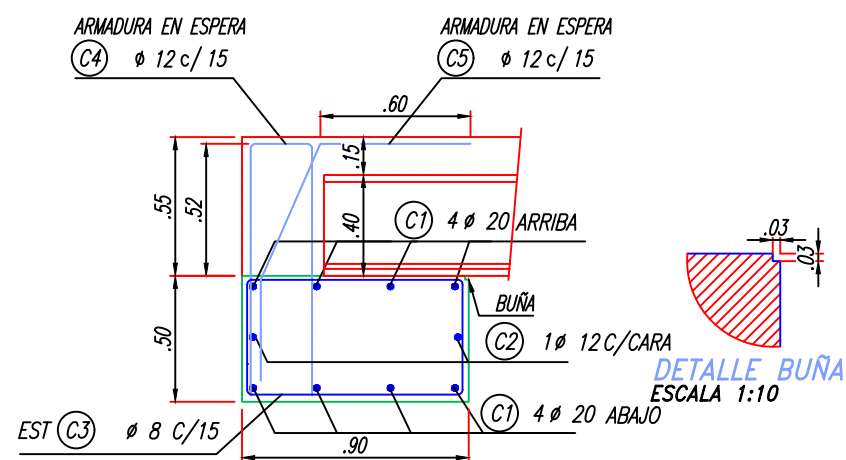 ARMADURA EN ESPERA
C4 ø 12 c/ 15
ARMADURA EN ESPERA
C5 ø 12 c/ 15
.60
.15
.55
.52
.40
C1 4 ø 20 ARRIBA
.03
.03
BUÑA
.50
C2 1ø 12 C/CARA
DETALLE BUÑA
ESCALA 1:10
C1 4 ø 20 ABAJO
EST C3 ø 8 C/15
.90